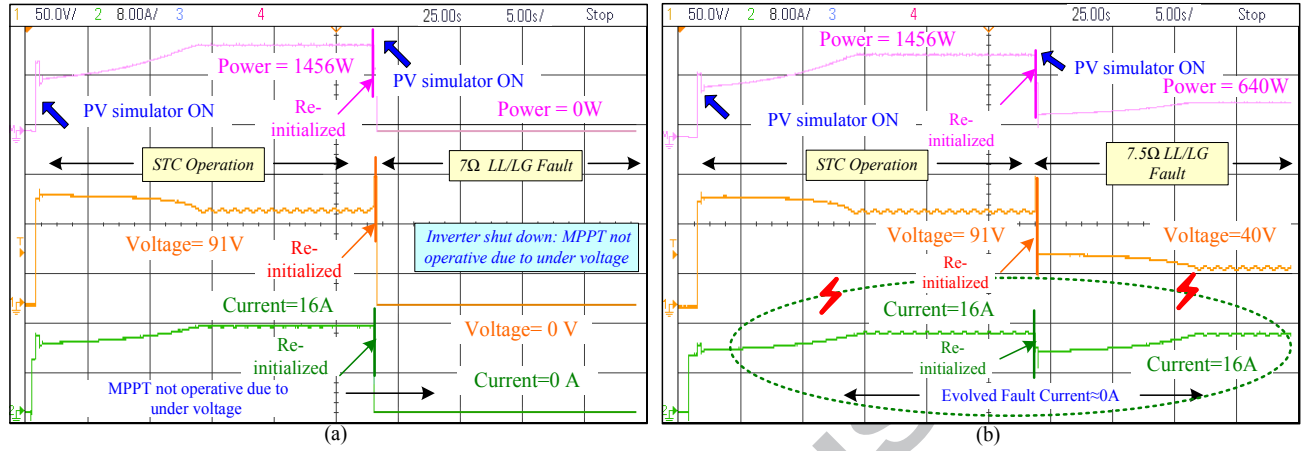 1 50.0V/ 2 8.00A/ 3 4 25.00s 5.00s/ Stop
Power = 1456W
PV simulator ON
PV simulator ON
Re-
initialized
Power = 0W
STC Operation
7Ω LL/LG Fault
Voltage= 91V
Re-
initialized
Inverter shut down: MPPT not
operative due to under voltage
Current=16A
Voltage= 0 V
Re-
initialized
MPPT not operative due to
under voltage
Current=0 A
(a)
1 50.0V/ 2 8.00A/ 3 4 25.00s 5.00s/ Stop
Power = 1456W
PV simulator ON
PV simulator ON
Power = 640W
Re-
initialized
STC Operation
7.5Ω LL/LG
Fault
Voltage= 91V
Re-
initialized
Voltage=40V
Current=16A
Re-
initialized
Current=16A
Evolved Fault Current≈0A
(b)